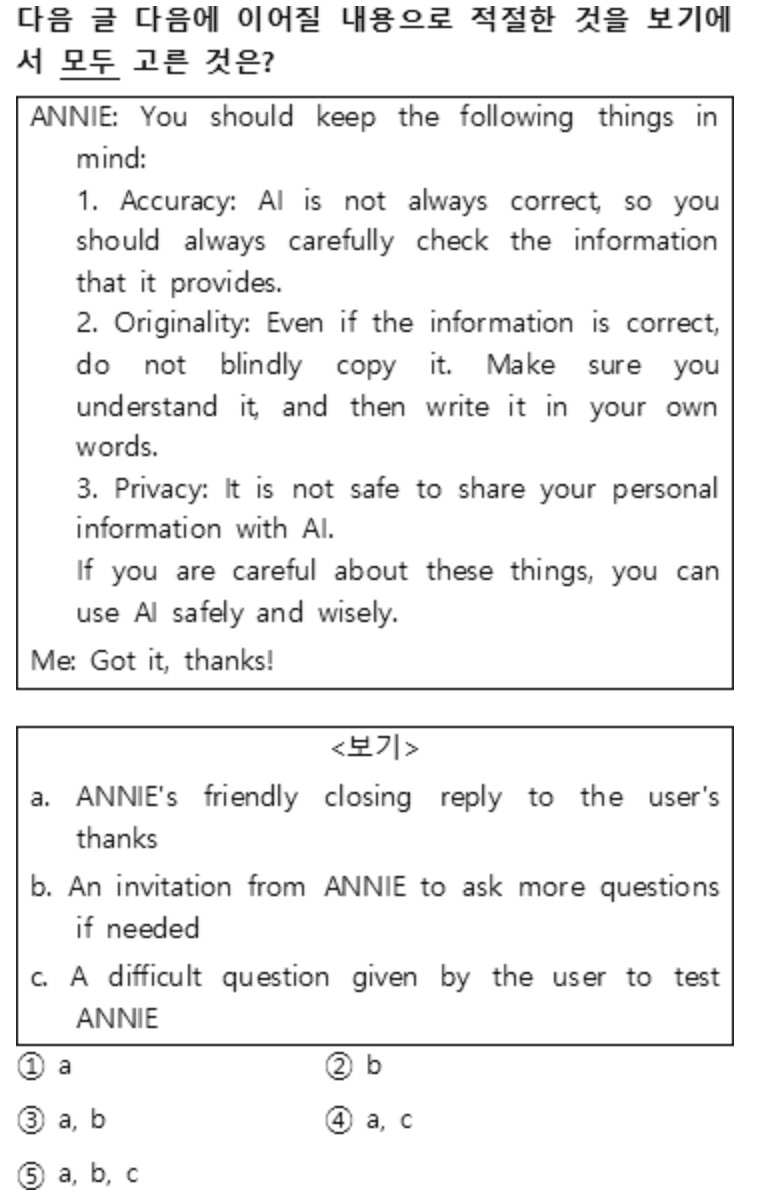 다음 글 다음에 이어질 내용으로 적절한 것을 보기에
서 모두 고른 것은?
ANNIE: You should keep the following things in
mind:
1. Accuracy: AI is not always correct, so you
should always carefully check the information
that it provides.
2. Originality: Even if the information is correct,
do not blindly copy it. Make sure you
understand it, and then write it in your own
words.
3. Privacy: It is not safe to share your personal
information with AI.
If you are careful about these things, you can
use AI safely and wisely.
Me: Got it, thanks!
<보기>
a. ANNIE's friendly closing reply to the user's
thanks
b. An invitation from ANNIE to ask more questions
if needed
c. A difficult question given by the user to test
ANNIE
① a
② b
③ a, b
④ a, c
⑤ a, b, c